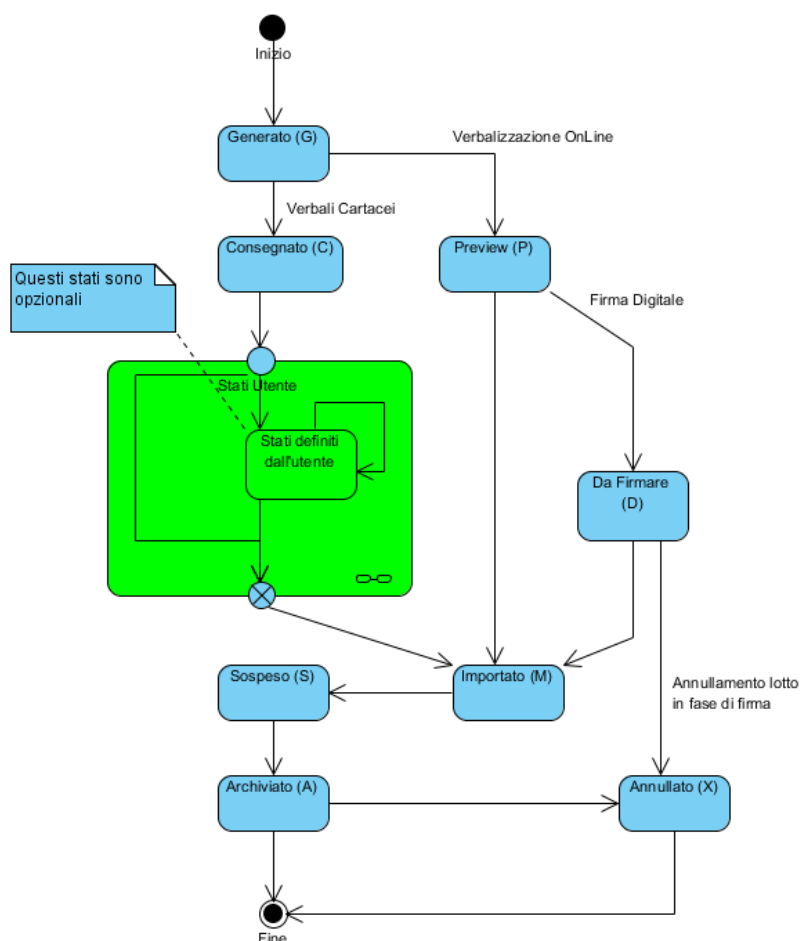 Inizio
Generato (G)
Verbalizzazione OnLine
Verbali Cartacei
Consegnato (C)
Preview (P)
Questi stati sono
opzionali
Firma Digitale
Stati Utente
Stati definiti
dall'utente
Da Firmare
(D)
Sospeso (S)
Importato (M)
Annullamento lotto
in fase di firma
Archiviato (A)
Annullato (X)
Fine